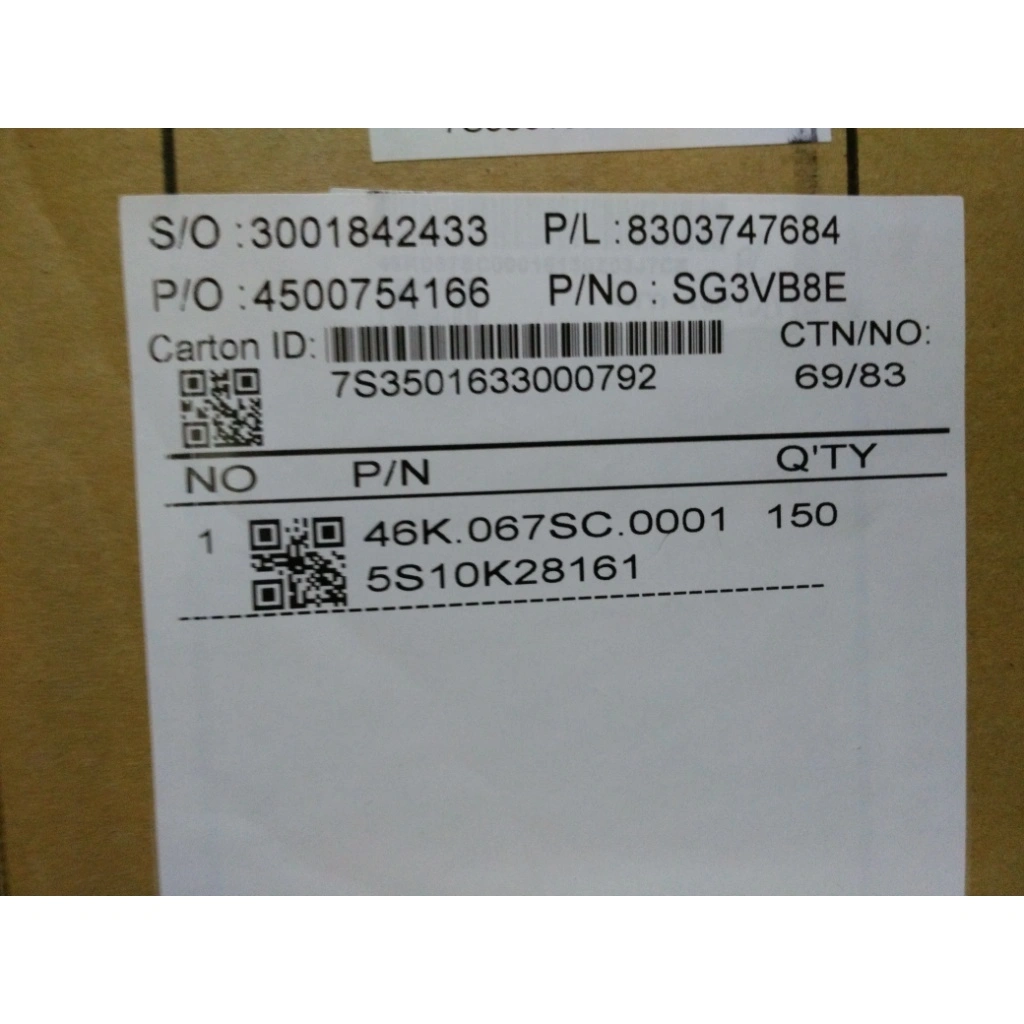 S/O :3001842433 P/L :8303747684
P/O :4500754166 P/No : SG3VB8E
Carton ID: CTN/NO:
7S3501633000792 69/83
NO P/N Q'TY
1 46K.067SC.0001 150
5S10K28161